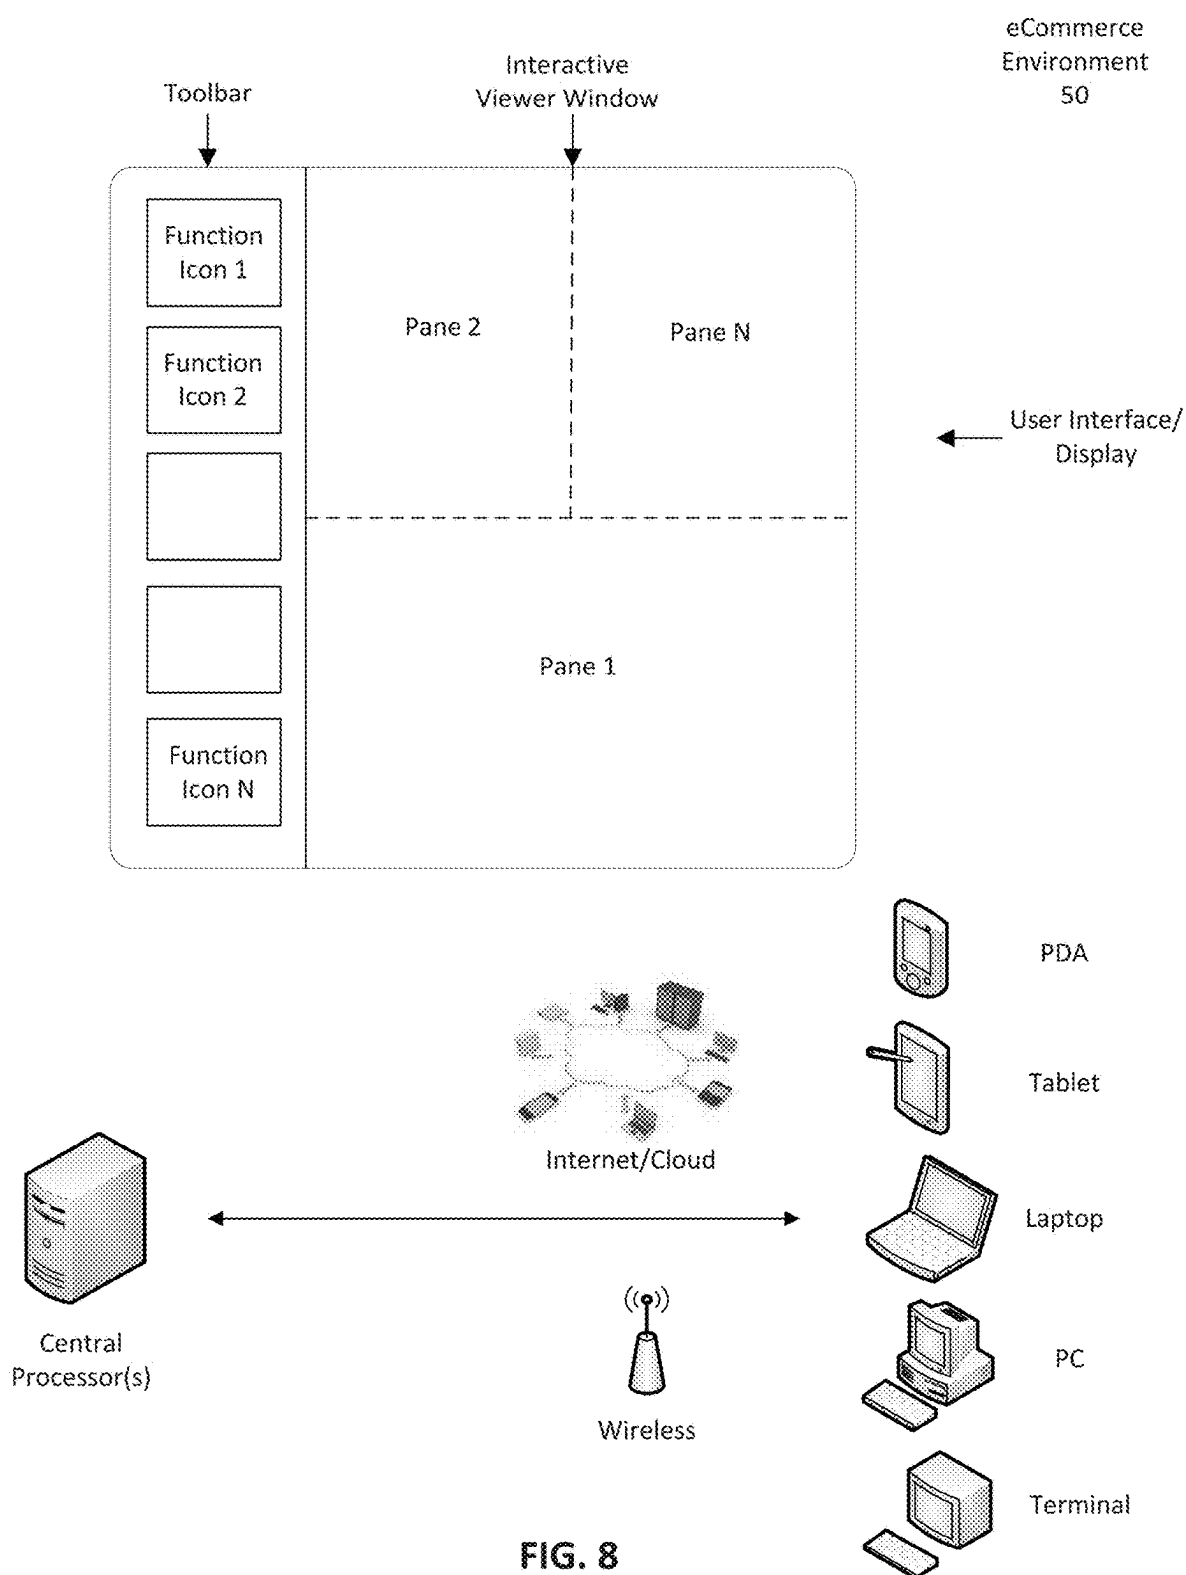 eCommerce
Environment
50
Interactive
Viewer Window
Toolbar
Function
Icon 1
Function
Icon 2
Function
Icon N
Pane 2
Pane N
Pane 1
User Interface/
Display
PDA
Tablet
Internet/Cloud
Laptop
Central
Processor(s)
Wireless
PC
Terminal
FIG. 8